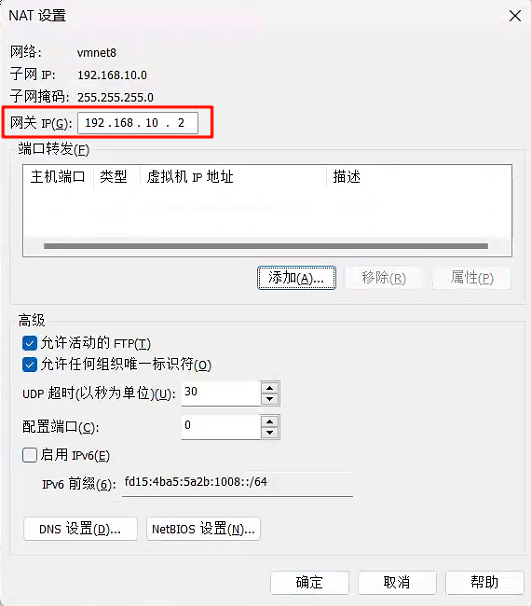 NAT 设置
网络: vmnet8
子网 IP: 192.168.10.0
子网掩码: 255.255.255.0
网关 IP(G): 192 . 168 . 10 . 2
端口转发(F)
主机端口 类型 虚拟机 IP 地址 描述
添加(A)... 移除(R) 属性(P)
高级
允许活动的 FTP(T)
允许任何组织唯一标识符(O)
UDP 超时(以秒为单位)(U): 30
配置端口(C): 0
启用 IPv6(E)
IPv6 前缀(6): fd15:4ba5:5a2b:1008::/64
DNS 设置(D)... NetBIOS 设置(N)...
确定 取消 帮助